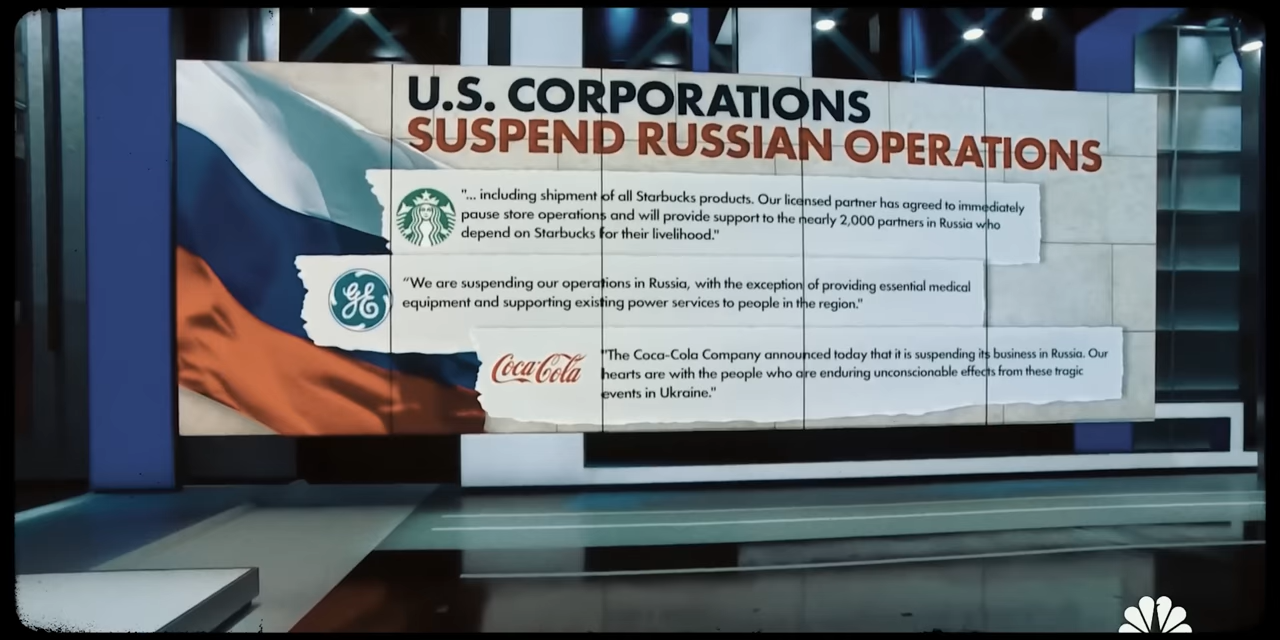 U.S. CORPORATIONS
SUSPEND RUSSIAN OPERATIONS
"... including shipment of all Starbucks products. Our licensed partner has agreed to immediately
pause store operations and will provide support to the nearly 2,000 partners in Russia who
depend on Starbucks for their livelihood."
GE
"We are suspending our operations in Russia, with the exception of providing essential medical
equipment and supporting existing power services to people in the region."
Coca-Cola
"The Coca-Cola Company announced today that it is suspending its business in Russia. Our
hearts are with the people who are enduring unconscionable effects from these tragic
events in Ukraine."